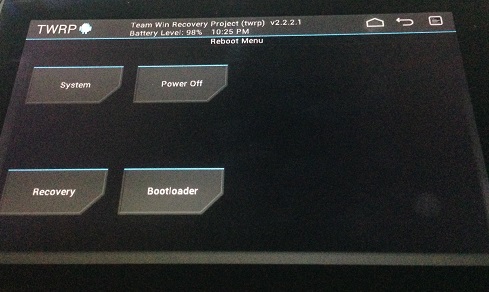 TWRP
Team Win Recovery Project (twrp) v2.2.2.1
Battery Level: 98% 10:25 PM
Reboot Menu
System Power Off
Recovery Bootloader